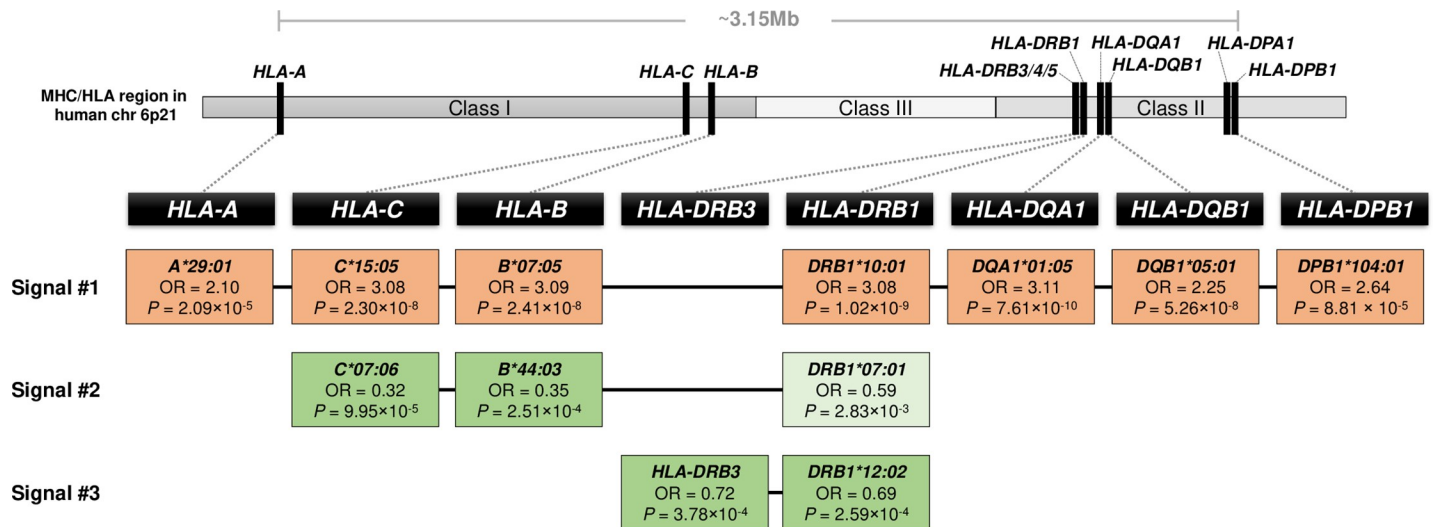 ~3.15Mb
HLA-DRB1 HLA-DQA1 HLA-DPA1
HLA-A HLA-C HLA-B HLA-DRB3/4/5 HLA-DQB1 HLA-DPB1
MHC/HLA region in
human chr 6p21
Class I Class III Class II
HLA-A HLA-C HLA-B HLA-DRB3 HLA-DRB1 HLA-DQA1 HLA-DQB1 HLA-DPB1
Signal #1
A*29:01
OR = 2.10
P = 2.09×10-5
C*15:05
OR = 3.08
P = 2.30×10-8
B*07:05
OR = 3.09
P = 2.41×10-8
DRB1*10:01
OR = 3.08
P = 1.02×10-9
DQA1*01:05
OR = 3.11
P = 7.61×10-10
DQB1*05:01
OR = 2.25
P = 5.26×10-8
DPB1*104:01
OR = 2.64
P = 8.81 × 10-5
Signal #2
C*07:06
OR = 0.32
P = 9.95×10-5
B*44:03
OR = 0.35
P = 2.51×10-4
DRB1*07:01
OR = 0.59
P = 2.83×10-3
Signal #3
HLA-DRB3
OR = 0.72
P = 3.78×10-4
DRB1*12:02
OR = 0.69
P = 2.59×10-4